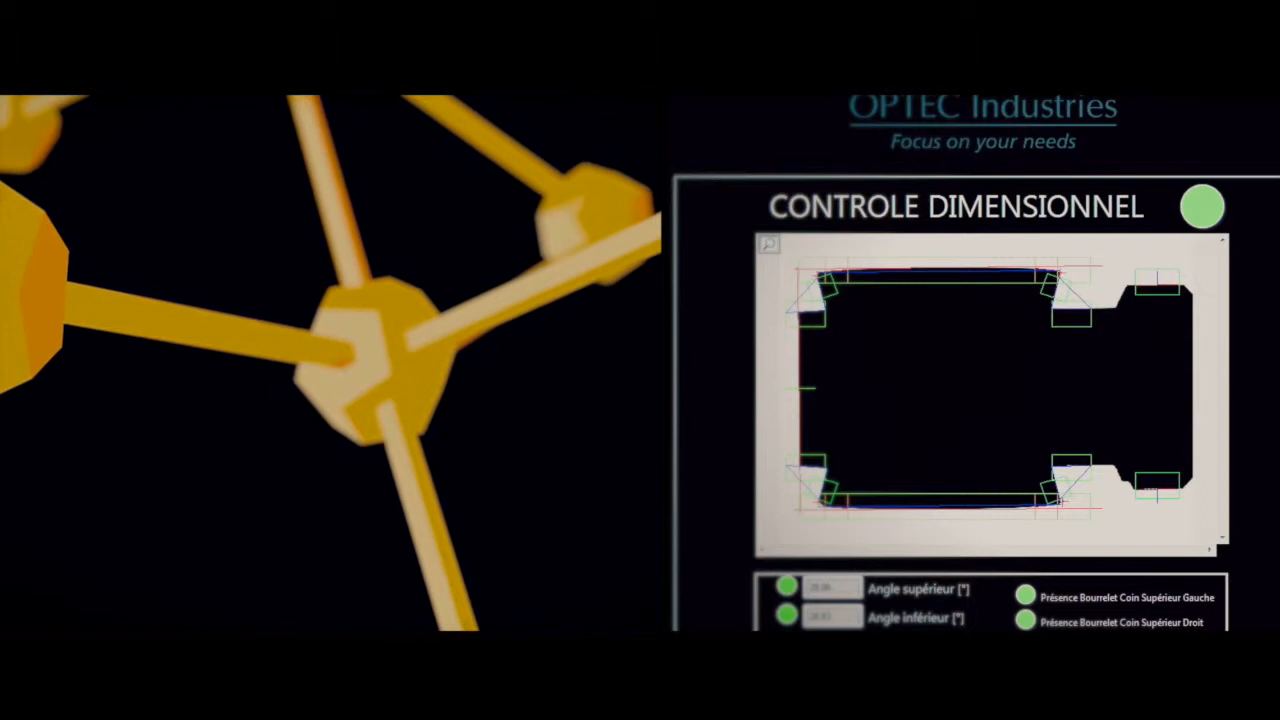 OPTEC Industries
Focus on your needs
CONTROLE DIMENSIONNEL
Angle supérieur [°]
Présence Bourrelet Coin Supérieur Gauche
Angle inférieur [°]
Présence Bourrelet Coin Supérieur Droit